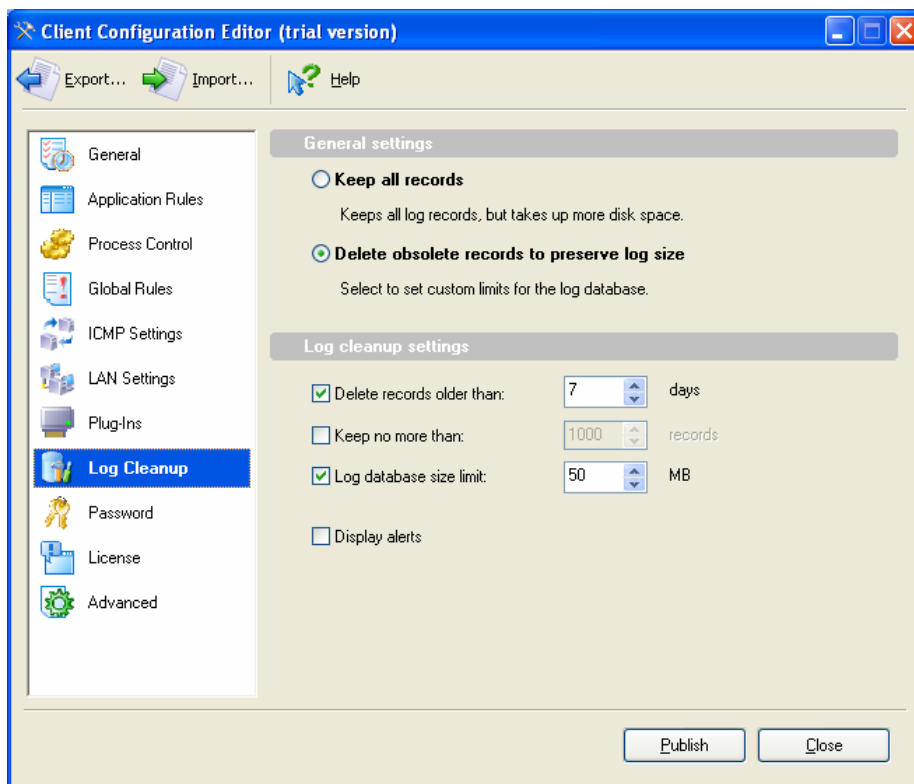 Client Configuration Editor (trial version)
Export... Import... Help
General
Application Rules
Process Control
Global Rules
ICMP Settings
LAN Settings
Plug-Ins
Log Cleanup
Password
License
Advanced
General settings
Keep all records
Keeps all log records, but takes up more disk space.
Delete obsolete records to preserve log size
Select to set custom limits for the log database.
Log cleanup settings
Delete records older than: 7 days
Keep no more than: 1000 records
Log database size limit: 50 MB
Display alerts
Publish Close